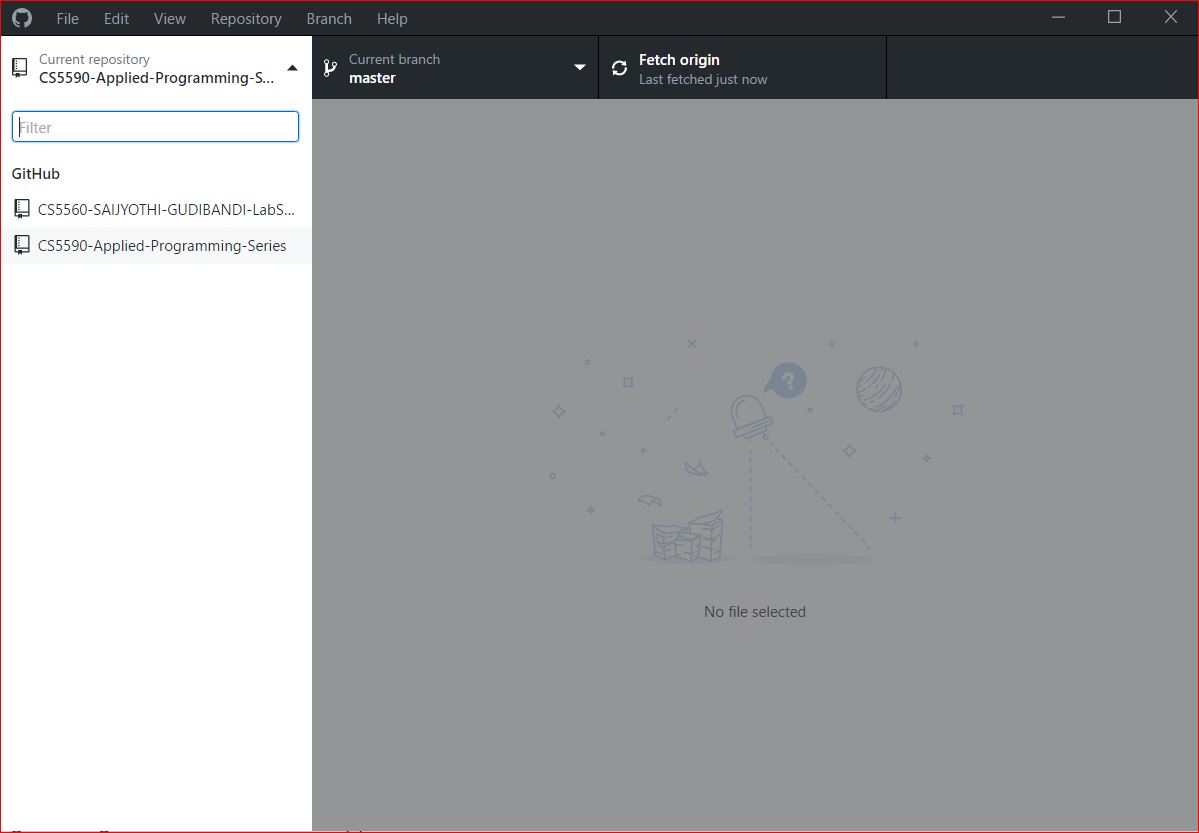 File Edit View Repository Branch Help
Current repository
CS5590-Applied-Programming-S...
Current branch
master
Fetch origin
Last fetched just now
Filter
GitHub
CS5560-SAIJYOTHI-GUDIBANDI-LabS...
CS5590-Applied-Programming-Series
?
No file selected